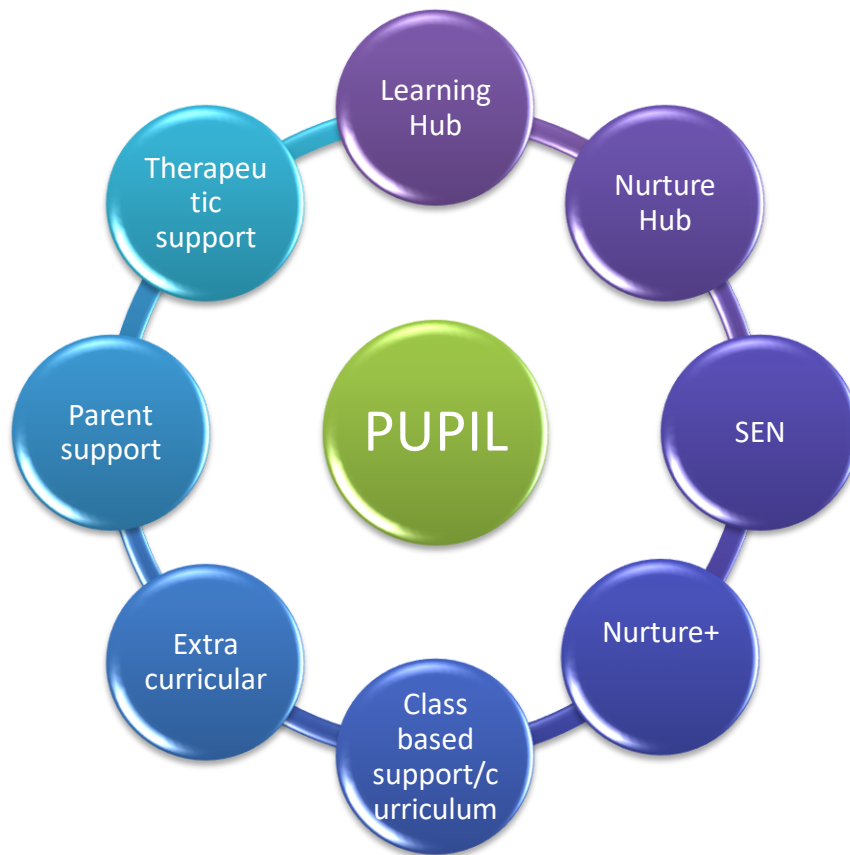 Learning
Hub
Nurture
Hub
SEN
Nurture+
Class
based
support/c
urriculum
Extra
curricular
Parent
support
Therapeu
tic
support
PUPIL